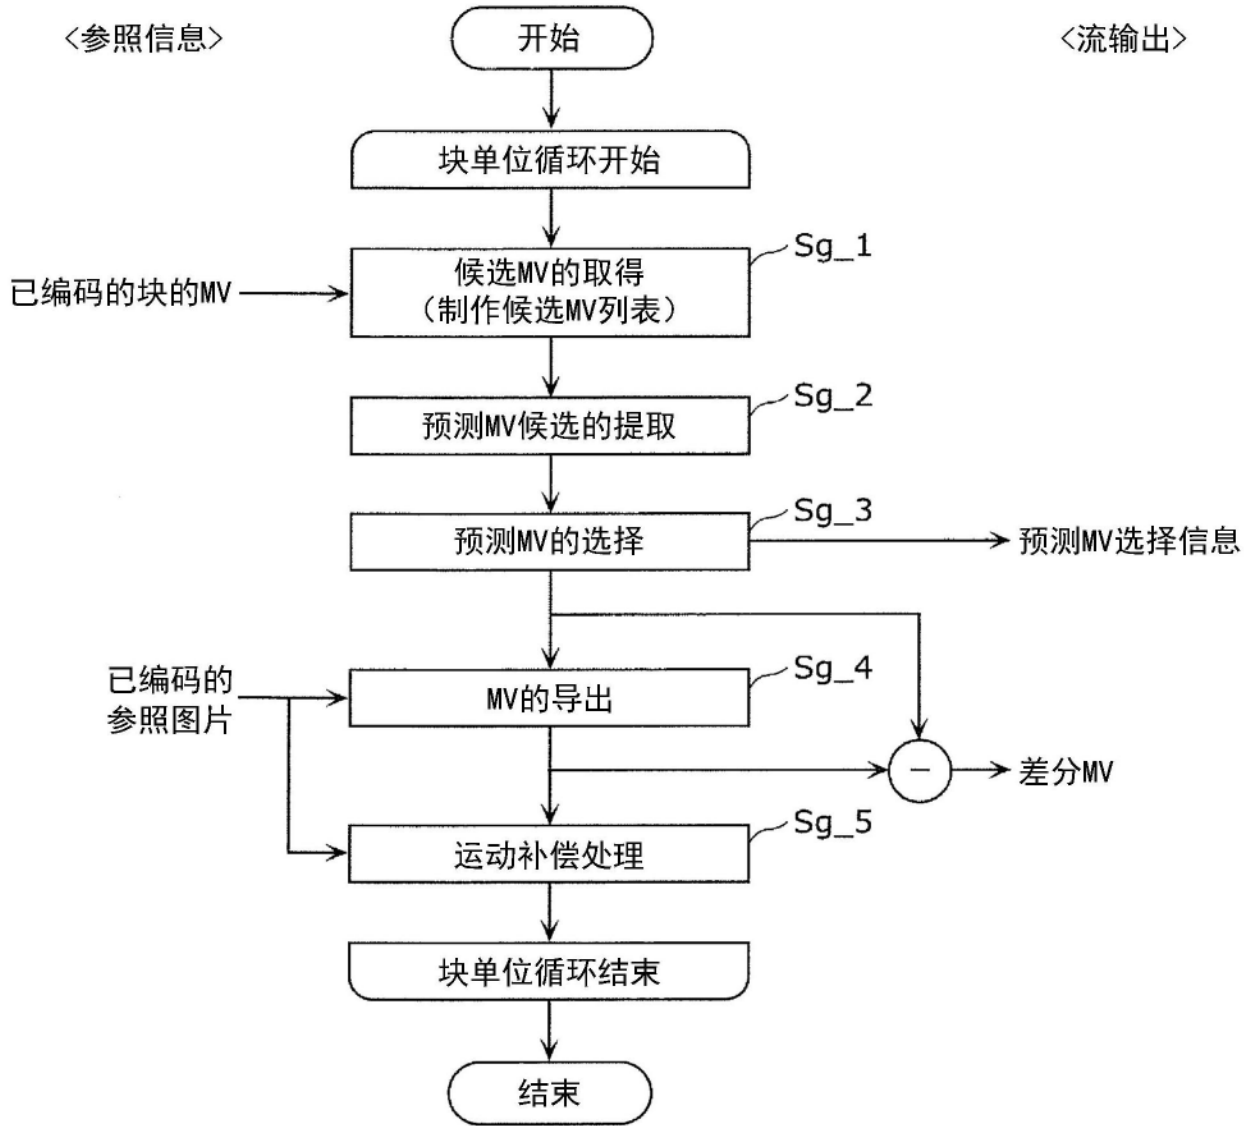 <参照信息>
开始
<流输出>
块单位循环开始
Sg_1
已编码的块的MV
候选MV的取得
（制作候选MV列表）
Sg_2
预测MV候选的提取
Sg_3
预测MV的选择
预测MV选择信息
已编码的
参照图片
Sg_4
MV的导出
−
差分MV
Sg_5
运动补偿处理
块单位循环结束
结束